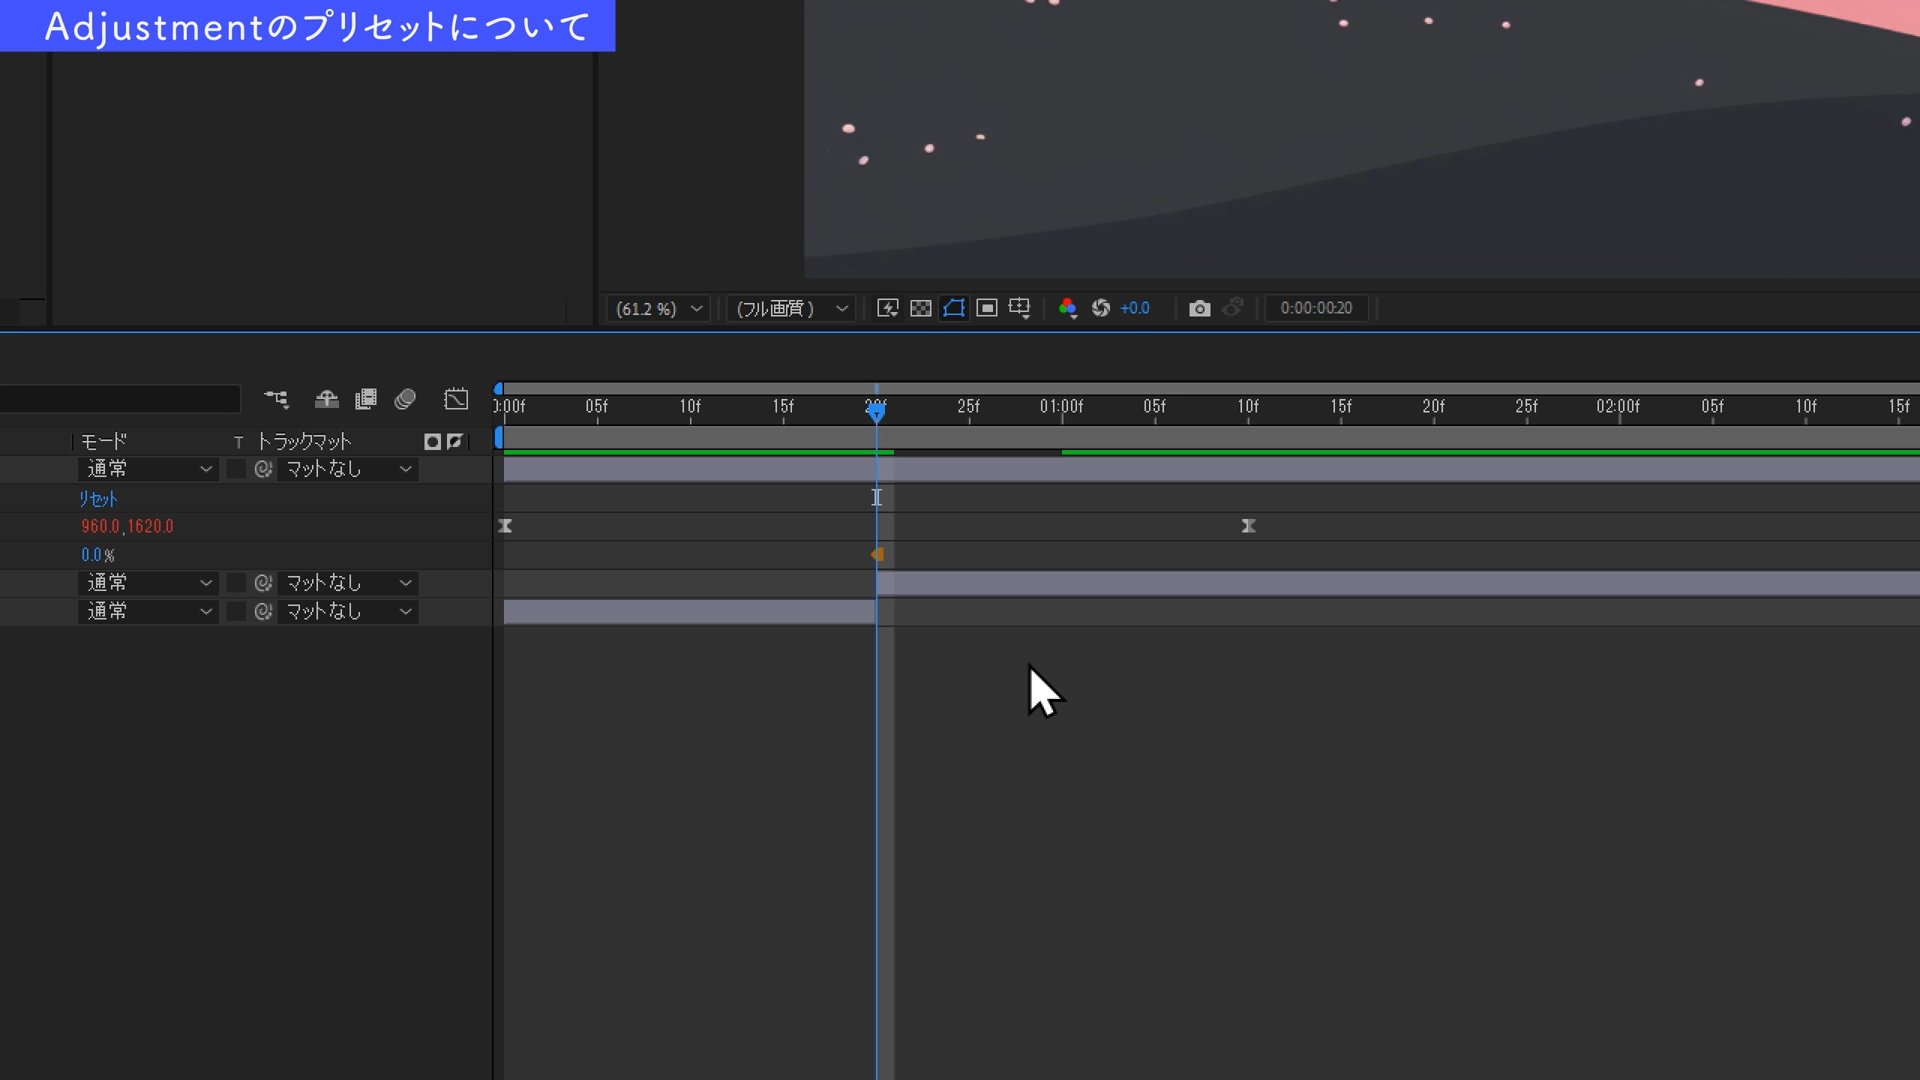 Adjustmentのプリセットについて
(61.2 %)
(フル画質)
+0.0
0:00:00:20
0:00f 05f 10f 15f 20f 25f 01:00f 05f 10f 15f 20f 25f 02:00f 05f 10f 15f
モード T トラックマット
通常 マットなし
リセット
960.0,1620.0
0.0%
通常 マットなし
通常 マットなし